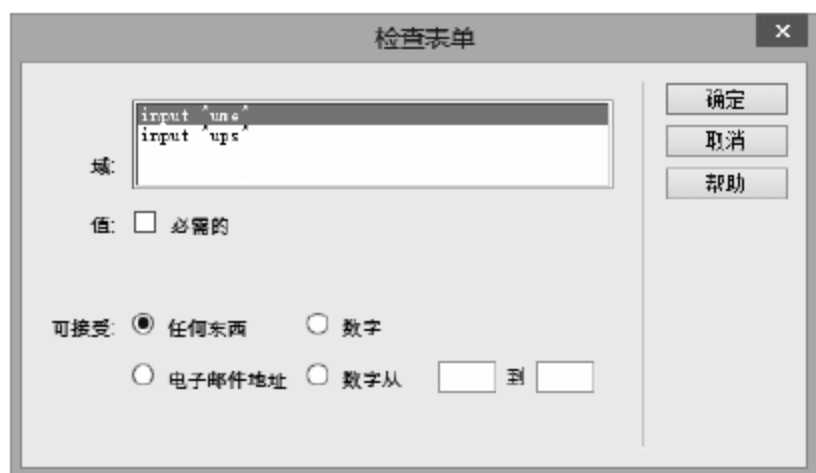 检查表单
×
input "ume"
input "ups"
域:
值: 必需的
可接受: 任何东西 数字
电子邮件地址 数字从 到
确定
取消
帮助